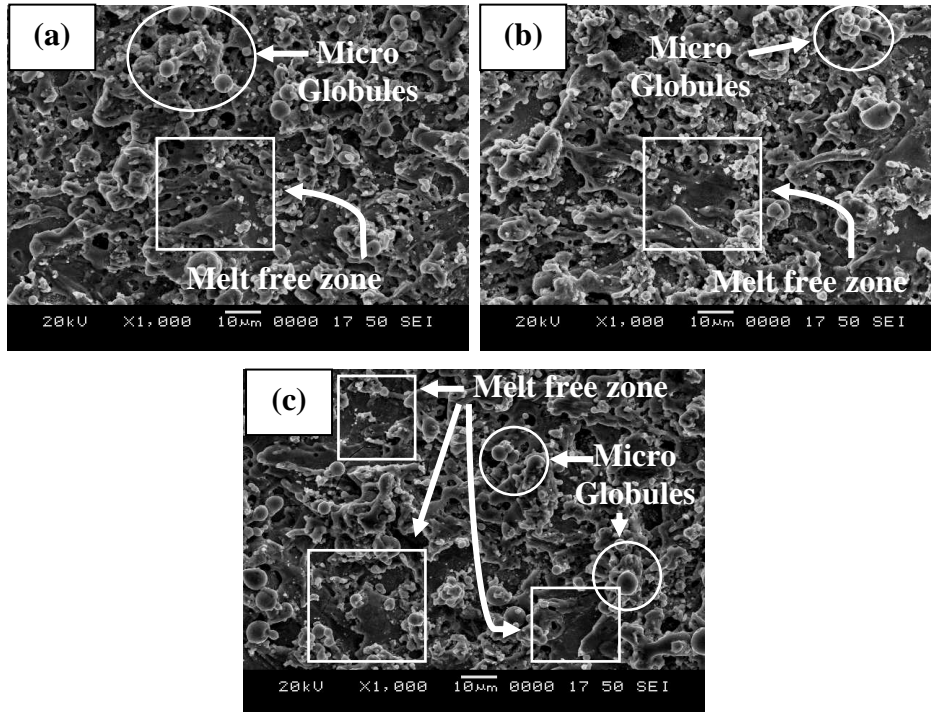 (a)
Micro
Globules
Melt free zone
20kV X1,000 10μm 0000 17 50 SEI
(b)
Micro
Globules
Melt free zone
20kV X1,000 10μm 0000 17 50 SEI
(c)
Melt free zone
Micro
Globules
20kV X1,000 10μm 0000 17 50 SEI